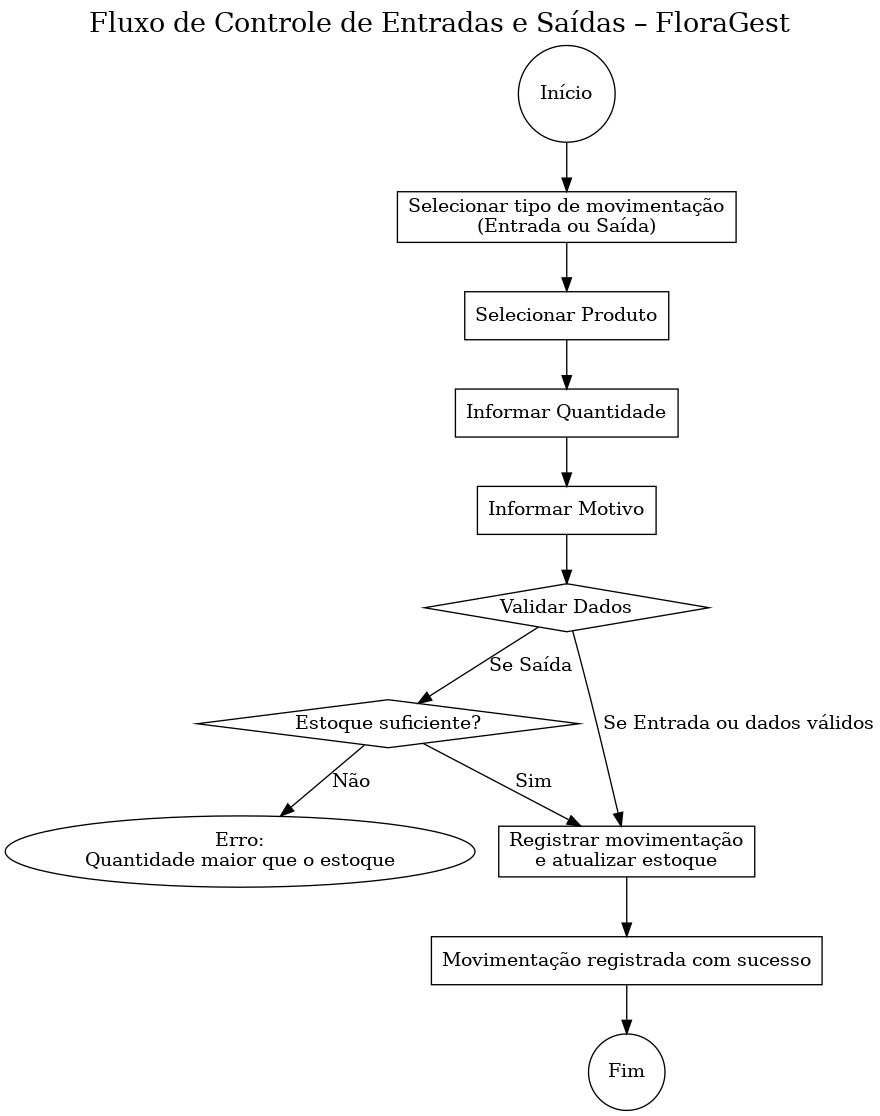 Fluxo de Controle de Entradas e Saídas – FloraGest
Início
Selecionar tipo de movimentação
(Entrada ou Saída)
Selecionar Produto
Informar Quantidade
Informar Motivo
Validar Dados
Se Saída
Estoque suficiente?
Se Entrada ou dados válidos
Não
Sim
Erro:
Quantidade maior que o estoque
Registrar movimentação
e atualizar estoque
Movimentação registrada com sucesso
Fim